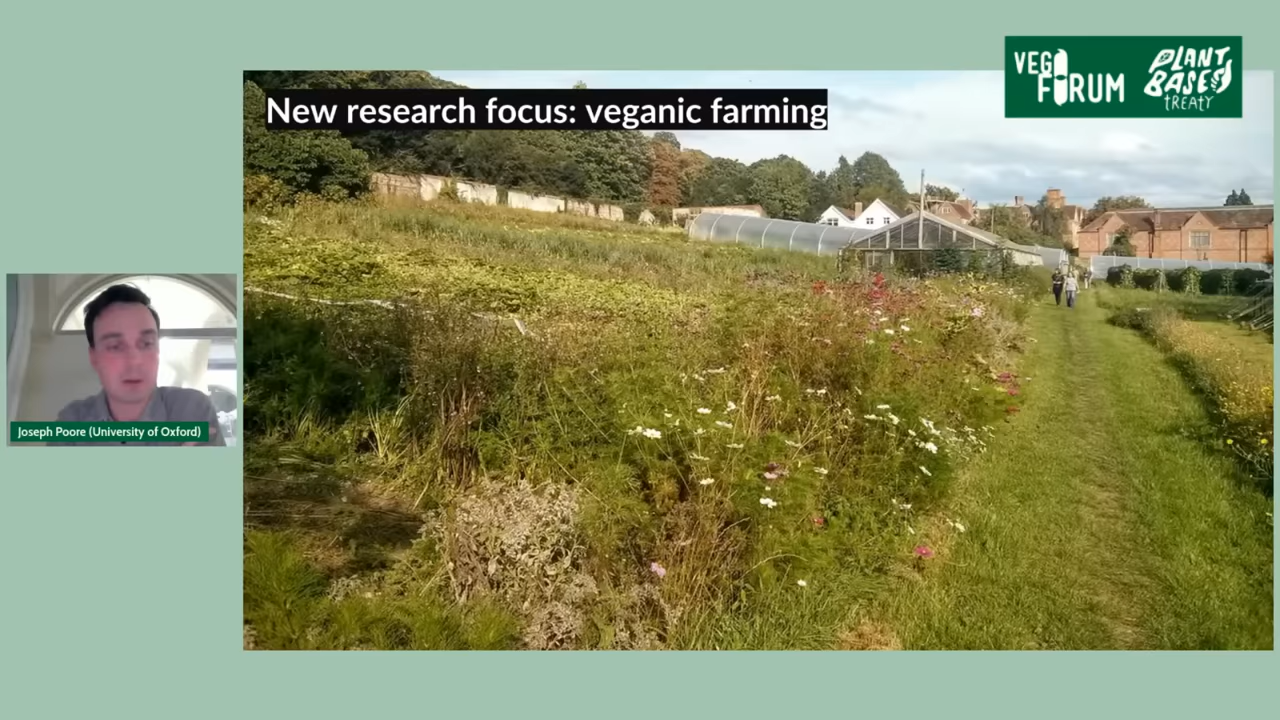 New research focus: veganic farming
VEG
FORUM
PLANT
BASED
TREATY
Joseph Poore (University of Oxford)